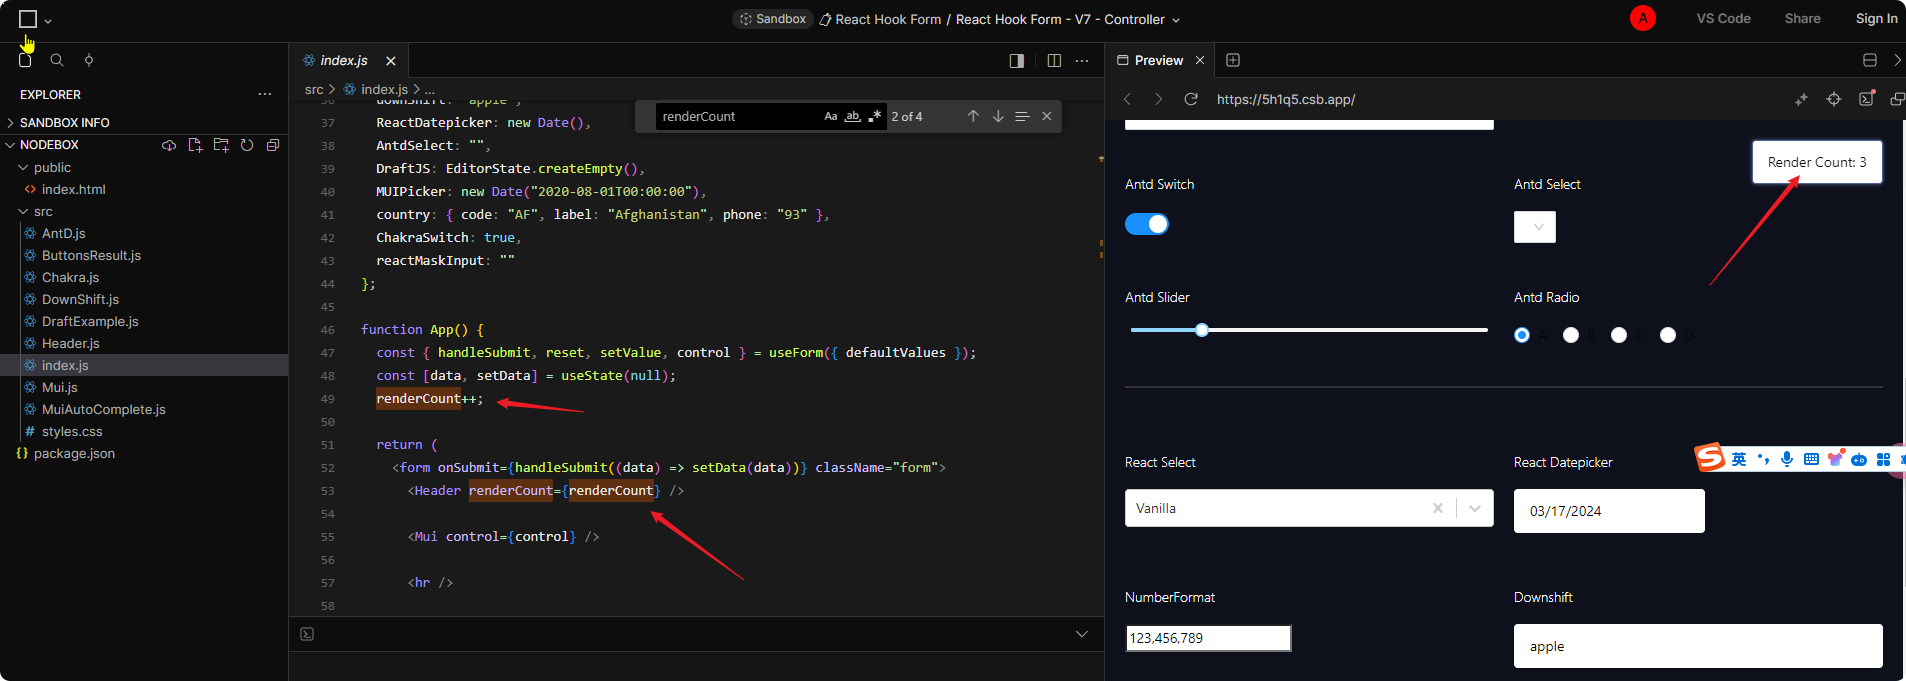 Sandbox React Hook Form / React Hook Form - V7 - Controller
A VS Code Share Sign In
EXPLORER ...
SANDBOX INFO
NODEBOX
public
<> index.html
src
AntD.js
ButtonsResult.js
Chakra.js
DownShift.js
DraftExample.js
Header.js
index.js
Mui.js
MuiAutoComplete.js
# styles.css
{} package.json
index.js
src > index.js > ...
renderCount Aa ab 2 of 4
36 downShift: "apple",
37 ReactDatepicker: new Date(),
38 AntdSelect: "",
39 DraftJS: EditorState.createEmpty(),
40 MUIPicker: new Date("2020-08-01T00:00:00"),
41 country: { code: "AF", label: "Afghanistan", phone: "93" },
42 ChakraSwitch: true,
43 reactMaskInput: ""
44 };
45
46 function App() {
47 const { handleSubmit, reset, setValue, control } = useForm({ defaultValues });
48 const [data, setData] = useState(null);
49 renderCount++;
50
51 return (
52 <form onSubmit={handleSubmit((data) => setData(data))} className="form">
53 <Header renderCount={renderCount} />
54
55 <Mui control={control} />
56
57 <hr />
58
Preview
https://5h1q5.csb.app/
Render Count: 3
Antd Switch Antd Select
Antd Slider Antd Radio
A B C D
React Select React Datepicker
英
Vanilla 03/17/2024
NumberFormat Downshift
123,456,789 apple